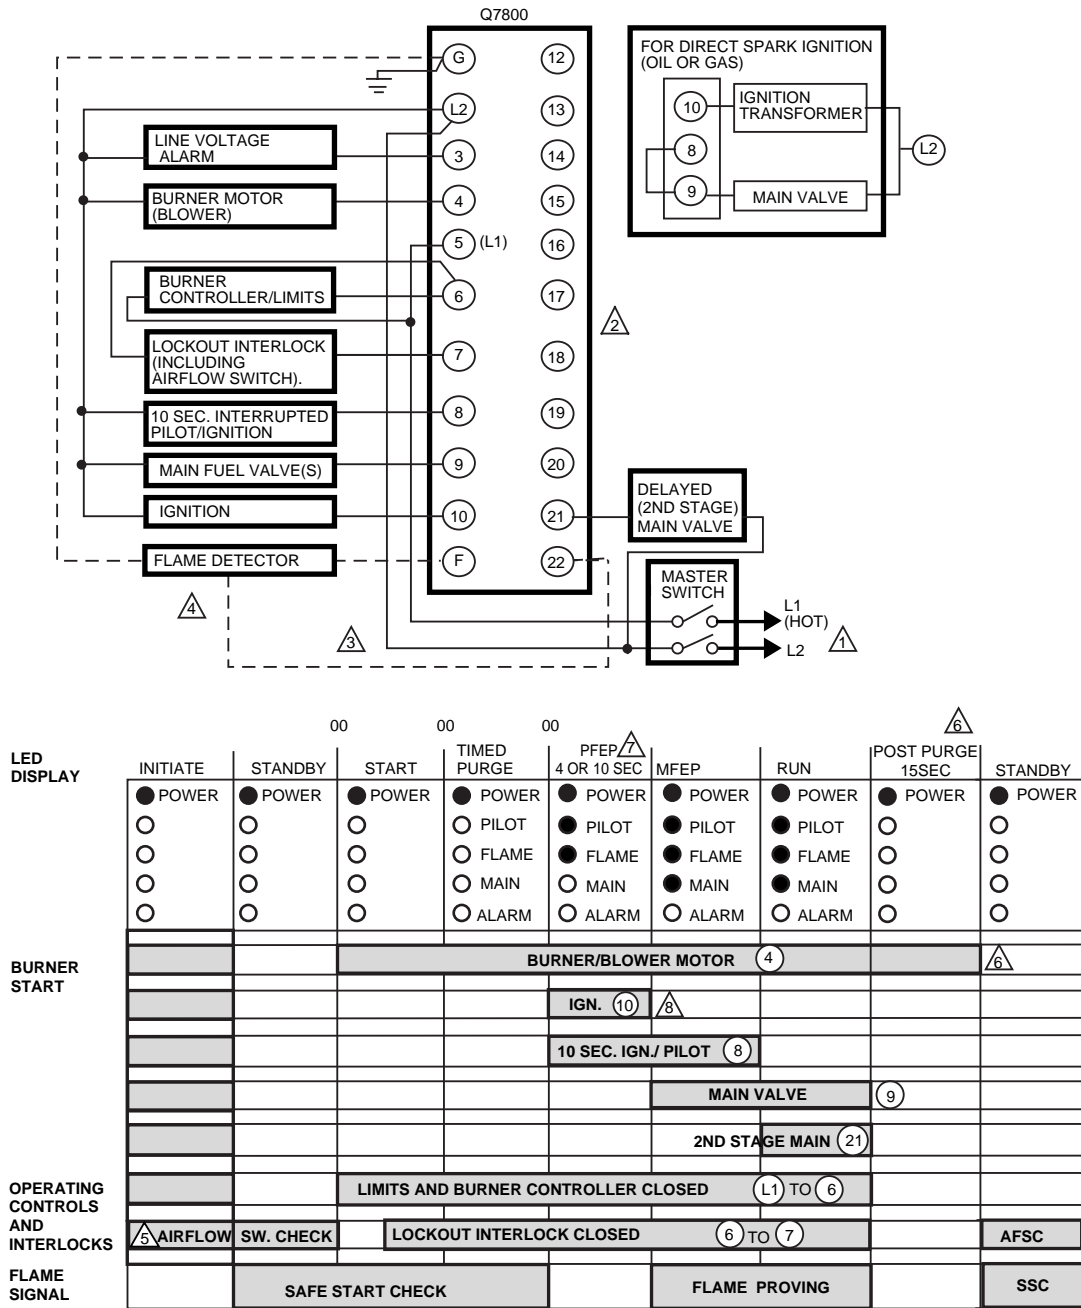 Q7800
G
12
L2
13
LINE VOLTAGE
ALARM
3
14
BURNER MOTOR
(BLOWER)
4
15
5
(L1)
16
BURNER
CONTROLLER/LIMITS
6
17
2
LOCKOUT INTERLOCK
(INCLUDING
AIRFLOW SWITCH).
7
18
10 SEC. INTERRUPTED
PILOT/IGNITION
8
19
MAIN FUEL VALVE(S)
9
20
IGNITION
10
21
FLAME DETECTOR
F
22
4
3
FOR DIRECT SPARK IGNITION
(OIL OR GAS)
10
IGNITION
TRANSFORMER
8
L2
9
MAIN VALVE
DELAYED
(2ND STAGE)
MAIN VALVE
MASTER
SWITCH
L1
(HOT)
L2
1
00 00 00
6
LED
DISPLAY
INITIATE
STANDBY
START
TIMED
PURGE
PFEP 7
4 OR 10 SEC
MFEP
RUN
POST PURGE
15SEC
STANDBY
POWER POWER POWER POWER POWER POWER POWER POWER POWER
PILOT PILOT PILOT PILOT
FLAME FLAME FLAME FLAME
MAIN MAIN MAIN MAIN
ALARM ALARM ALARM ALARM
BURNER
START
BURNER/BLOWER MOTOR 4
6
IGN. 10
8
10 SEC. IGN./ PILOT 8
MAIN VALVE
9
2ND STAGE MAIN 21
OPERATING
CONTROLS
AND
INTERLOCKS
LIMITS AND BURNER CONTROLLER CLOSED L1 TO 6
5 AIRFLOW SW. CHECK
LOCKOUT INTERLOCK CLOSED 6 TO 7
AFSC
FLAME
SIGNAL
SAFE START CHECK
FLAME PROVING
SSC